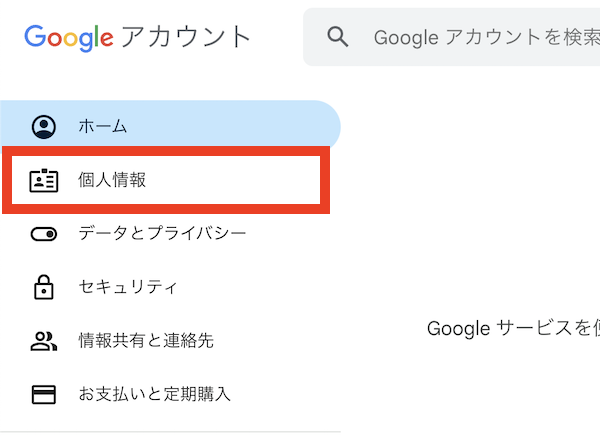 Google アカウント
Google アカウントを検索
ホーム
個人情報
データとプライバシー
セキュリティ
情報共有と連絡先
お支払いと定期購入
Google サービスを